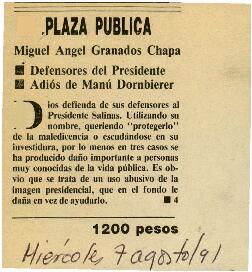 PLAZA PUBLICA
Miguel Angel Granados Chapa
■ Defensores del Presidente
■ Adiós de Manú Dornbierer
Dios defienda de sus defensores al
Presidente Salinas. Utilizando su
nombre, queriendo "protegerlo"
de la maledicencia o escudándose en su
investidura, por lo menos en tres casos se
ha producido daño importante a personas
muy conocidas de la vida pública. Es ob-
vio que se trata de un uso abusivo de la
imagen presidencial, que en el fondo le
daña en vez de ayudarlo. ■ 4
1200 pesos
Miércoles 7 agosto/91